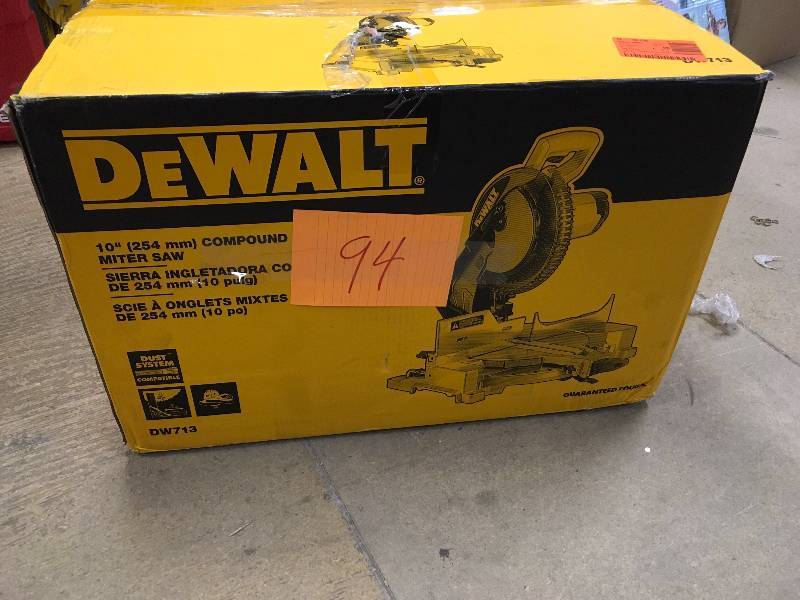 DW713
DEWALT®
DEWALT
10" (254 mm) COMPOUND
MITER SAW
SIERRA INGLETADORA CO
DE 254 mm (10 pulg)
SCIE À ONGLETS MIXTES
DE 254 mm (10 po)
94
DUST
SYSTEM
COMPATIBLE
DW713
GUARANTEED TOUGH.